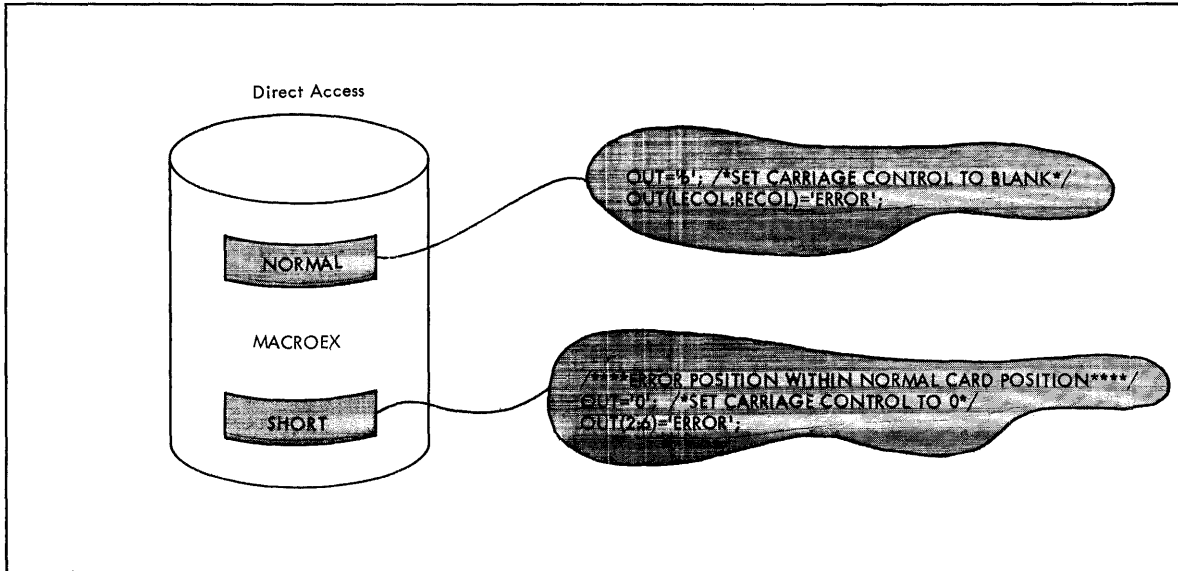 Direct Access
NORMAL
OUT='b'; /*SET CARRIAGE CONTROL TO BLANK*/
OUT(LECOL:RECOL)='ERROR';
MACROEX
SHORT
/****ERROR POSITION WITHIN NORMAL CARD POSITION****/
OUT='0'; /*SET CARRIAGE CONTROL TO 0*/
OUT(2:6)='ERROR';